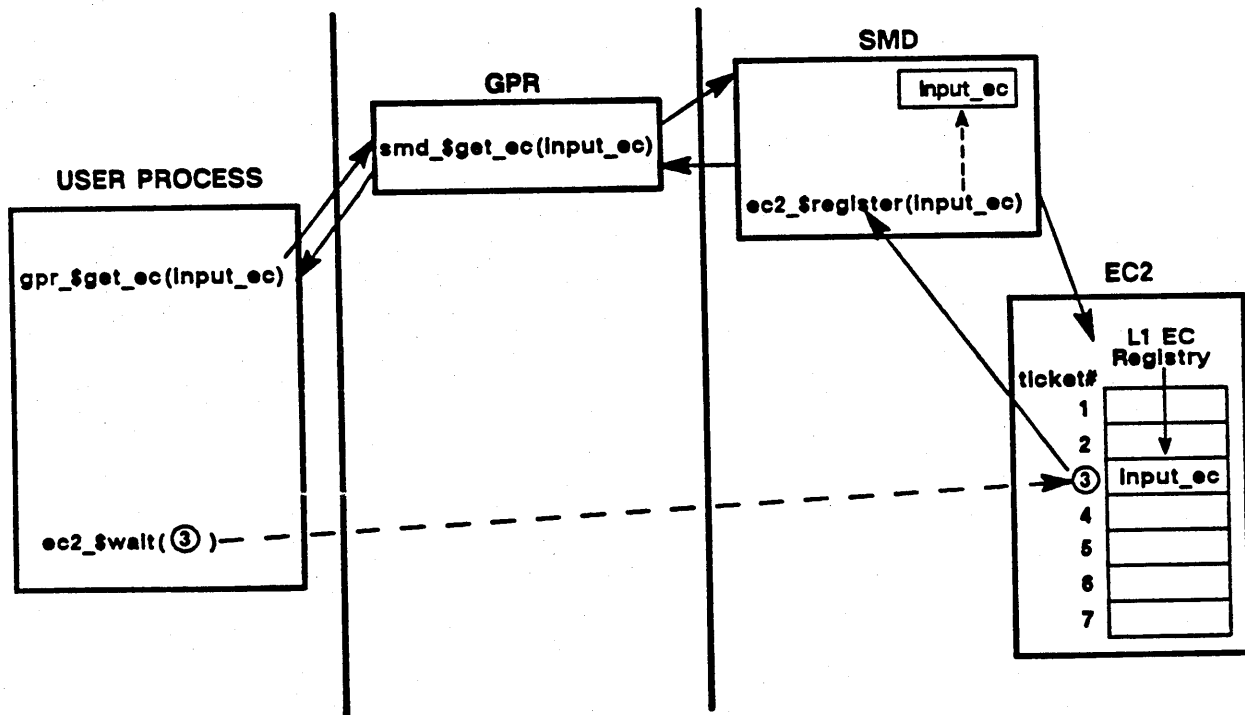 SMD
input_ec
GPR
smd_$get_ec(input_ec)
USER PROCESS
ec2_$register(input_ec)
gpr_$get_ec(input_ec)
EC2
L1 EC
Registry
ticket#
1
2
3
input_ec
4
ec2_$wait(3)
5
6
7